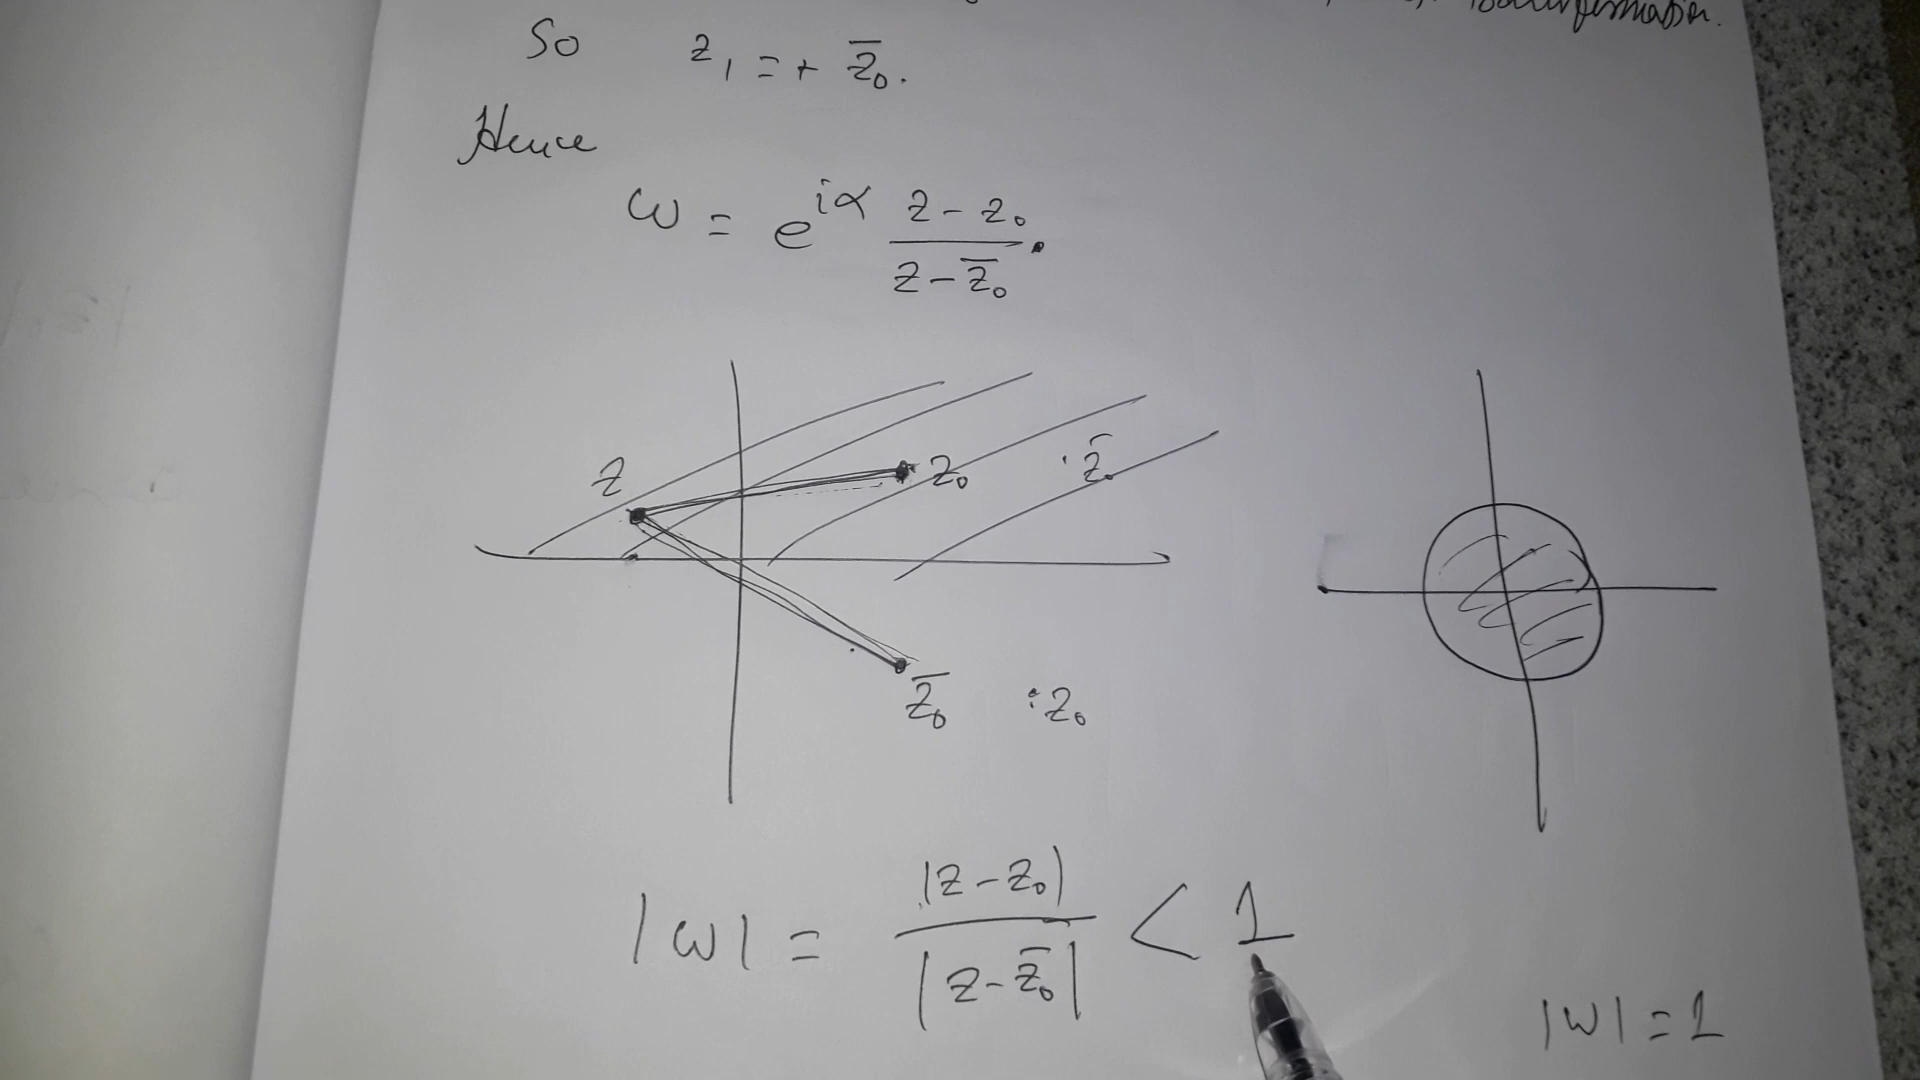 So z₁ = + z̄₀.
Hence
ω = e^{iα} (z - z₀)/(z - z̄₀).
z z₀ z̄₀
z̄₀ : z₀
|w| = |z - z₀|/|z - z̄₀| < 1
|w| = 1